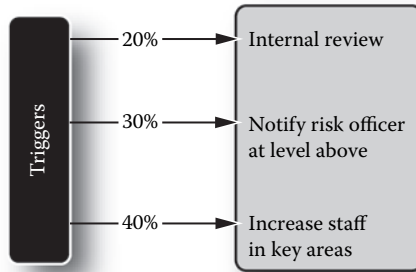 Triggers
20%
Internal review
30%
Notify risk officer
at level above
40%
Increase staff
in key areas